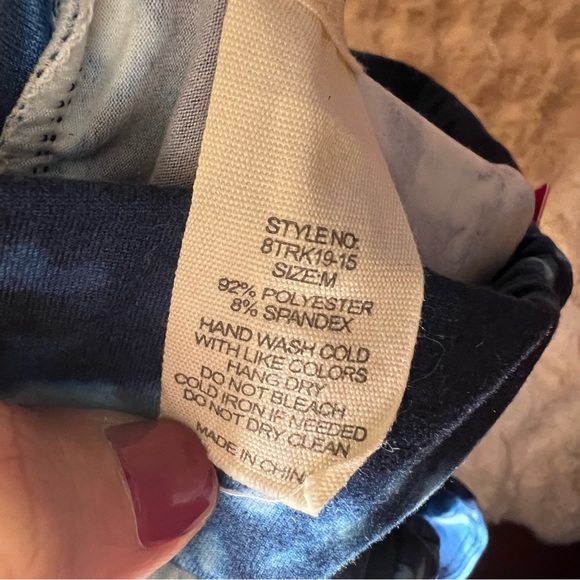 STYLE NO:
8TRK19-15
SIZE:M
92% POLYESTER
8% SPANDEX
HAND WASH COLD
WITH LIKE COLORS
HANG DRY
DO NOT BLEACH
COLD IRON IF NEEDED
DO NOT DRY CLEAN
MADE IN CHIN